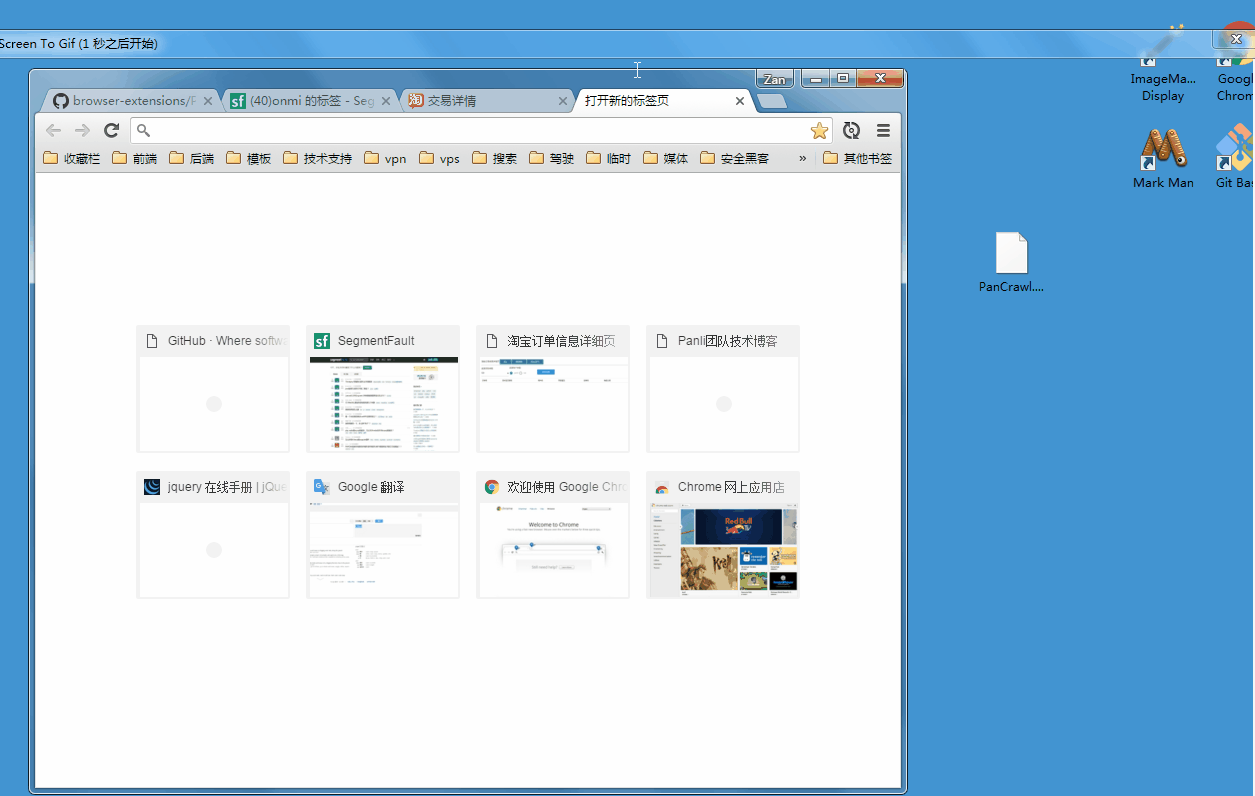 Screen To Gif (1 秒之后开始)
ImageMa... Display
Googl Chrom
Zan
browser-extensions/F
(40)onmi 的标签 - Seg
交易详情
打开新的标签页
收藏栏 前端 后端 模板 技术支持 vpn vps 搜索 驾驶 临时 媒体 安全黑客 » 其他书签
Mark Man
Git Bas
PanCrawl....
GitHub · Where softwa
sf SegmentFault
淘宝订单信息详细页
Panli团队技术博客
jquery 在线手册 | jQue
Google 翻译
欢迎使用 Google Chro
Chrome 网上应用店
Welcome to Chrome
Red Bull